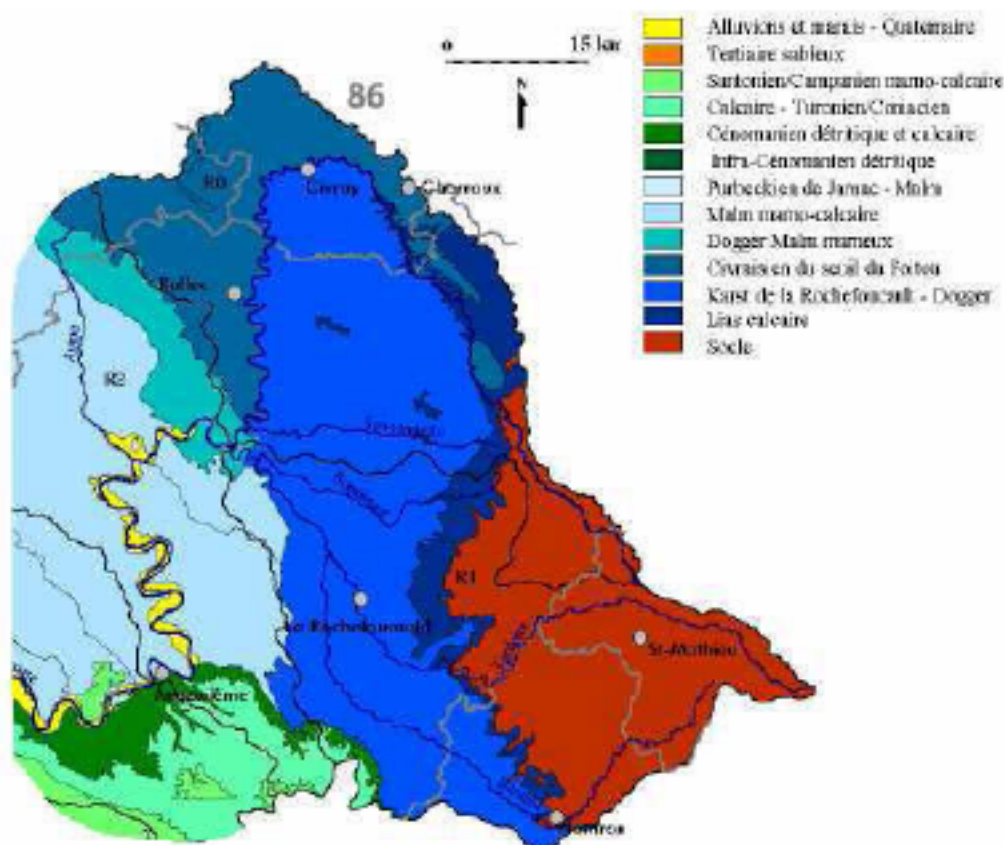 0 15 km
N
86
Alluvions et marais - Quaternaire
Tertiaire sableux
Santonien/Campanien marno-calcaire
Calcaire - Turonien/Coniacien
Cénomanien détritique et calcaire
Infra-Cénomanien détritique
Purbeckien de Jarnac - Malm
Malm marno-calcaire
Dogger Malm marneux
Civraisien du seuil du Poitou
Karst de la Rochefoucault - Dogger
Lias calcaire
Socle
R0
Civray
Charroux
Ruffec
R2
R1
La Rochefoucauld
St-Mathieu
Angoulême
Nontron